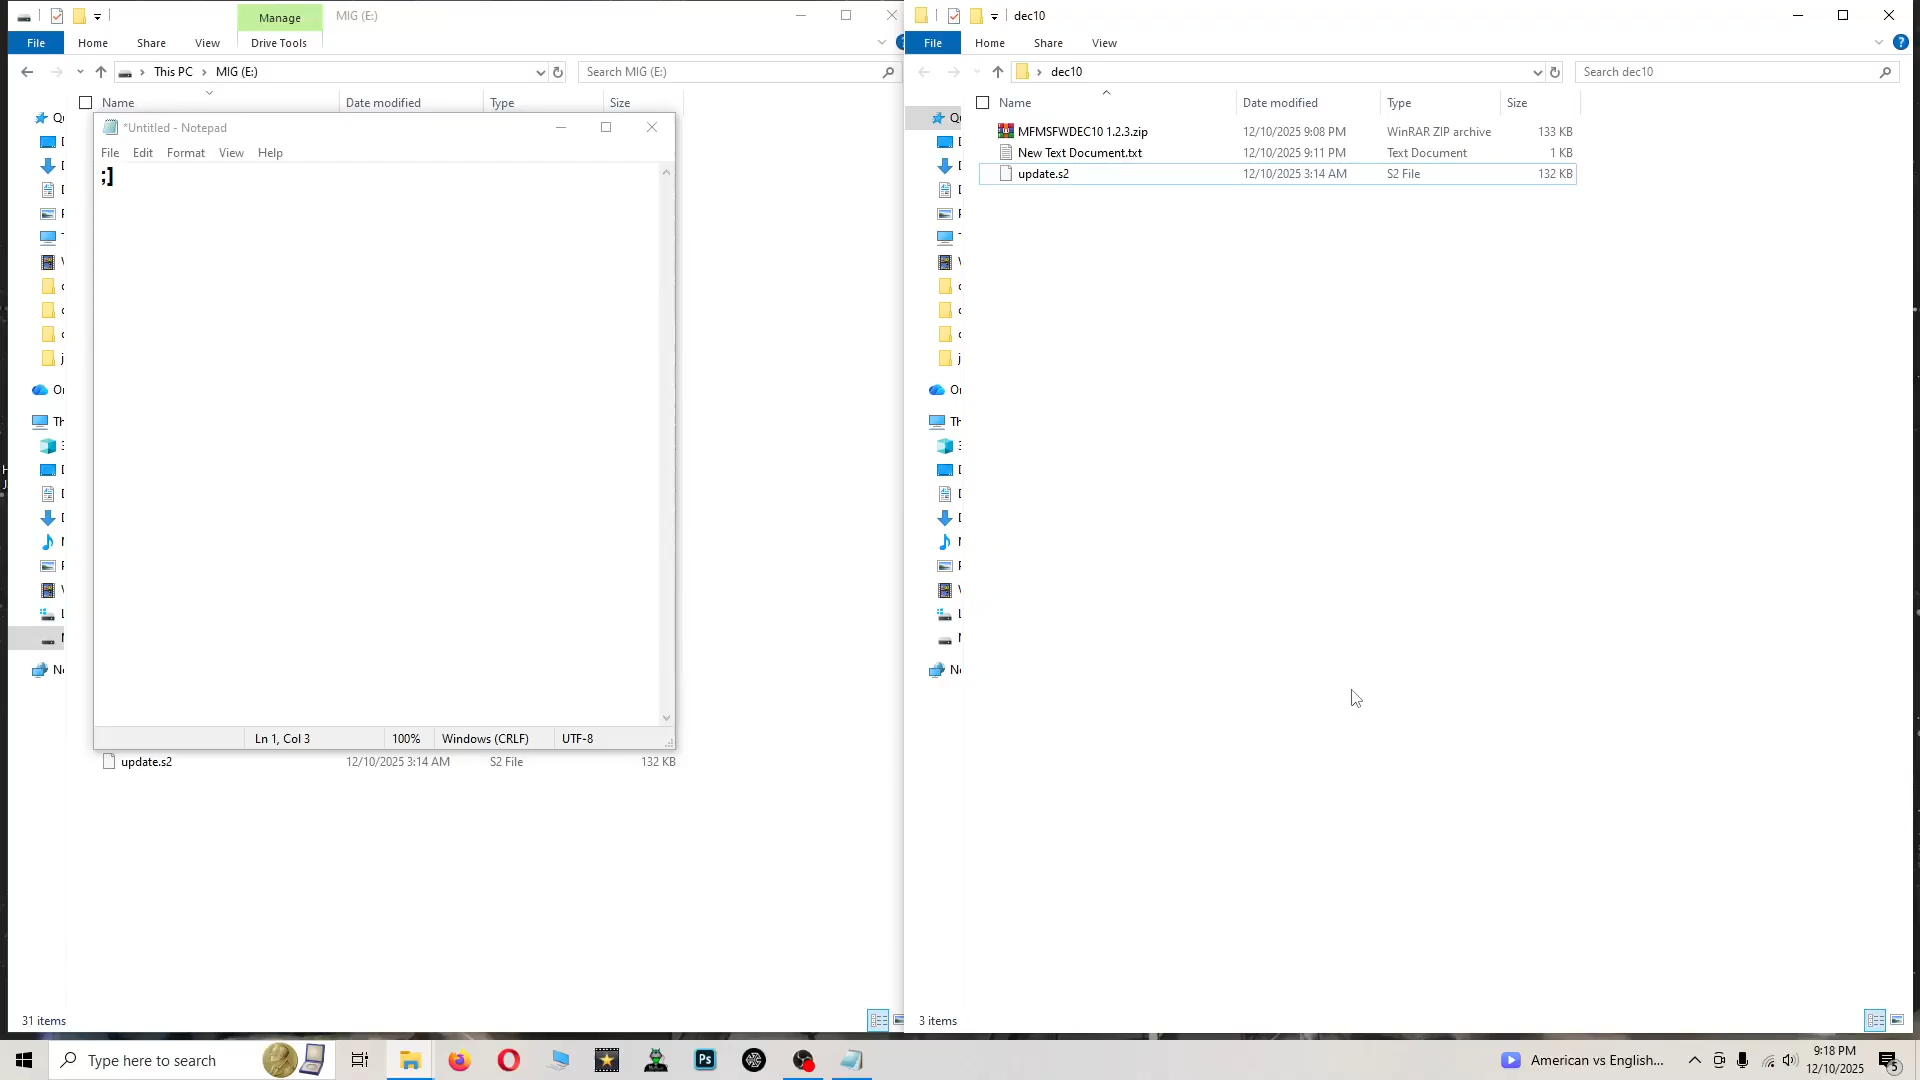 Manage
MIG (E:)
File
Home
Share
View
Drive Tools
This PC
MIG (E:)
Search MIG (E:)
Name
Date modified
Type
Size
*Untitled - Notepad
File
Edit
Format
View
Help
;]
Ln 1, Col 3
100%
Windows (CRLF)
UTF-8
update.s2
12/10/2025 3:14 AM
S2 File
132 KB
31 items
dec10
File
Home
Share
View
dec10
Search dec10
Name
Date modified
Type
Size
MFMSFWDEC10 1.2.3.zip
12/10/2025 9:08 PM
WinRAR ZIP archive
133 KB
New Text Document.txt
12/10/2025 9:11 PM
Text Document
1 KB
update.s2
12/10/2025 3:14 AM
S2 File
132 KB
3 items
Type here to search
Ps
American vs English...
9:18 PM
12/10/2025
5